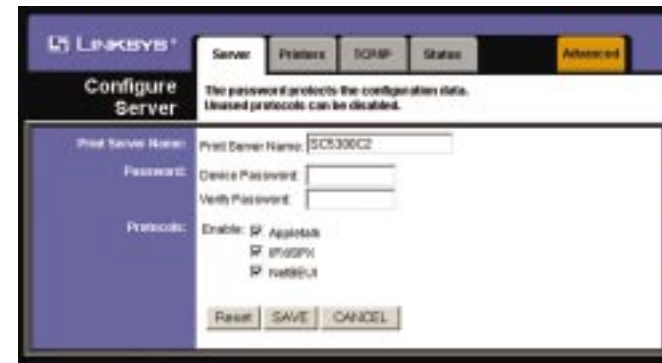 LINKSYS®
Server Printers TCP/IP Status Advanced
Configure Server
The password protects the configuration data.
Unused protocols can be disabled.
Print Server Name: Print Server Name: SC5300C2
Password: Device Password:
Verify Password:
Protocols: Enable: Appletalk
IPX/SPX
NetBEUI
Reset SAVE CANCEL